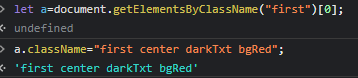 > let a=document.getElementsByClassName("first")[0];
< undefined
> a.className="first center darkTxt bgRed";
< 'first center darkTxt bgRed'